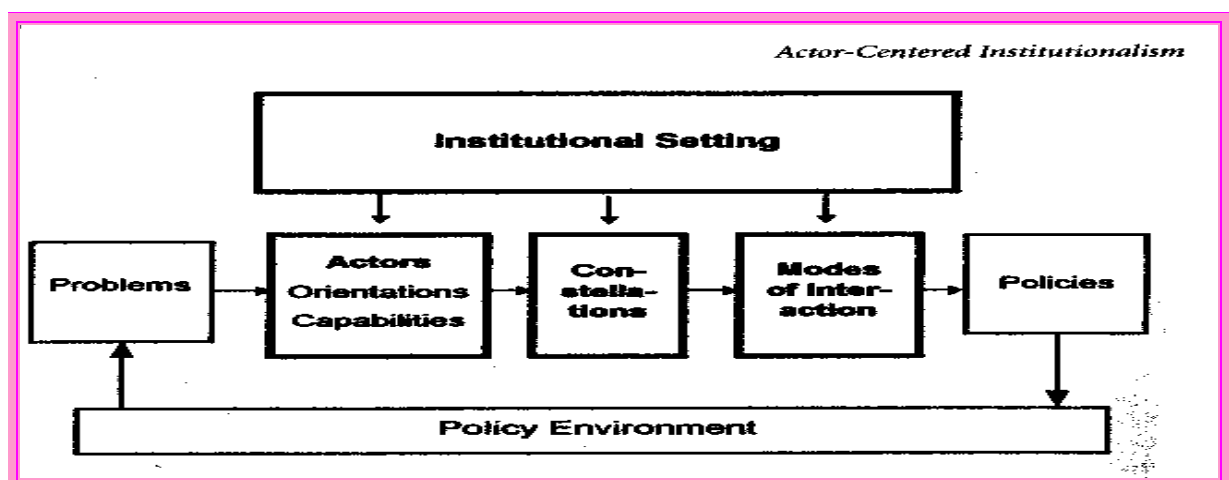 Actor-Centered Institutionalism
Institutional Setting
Problems
Actors
Orientations
Capabilities
Con-
stella-
tions
Modes
of Inter-
action
Policies
Policy Environment